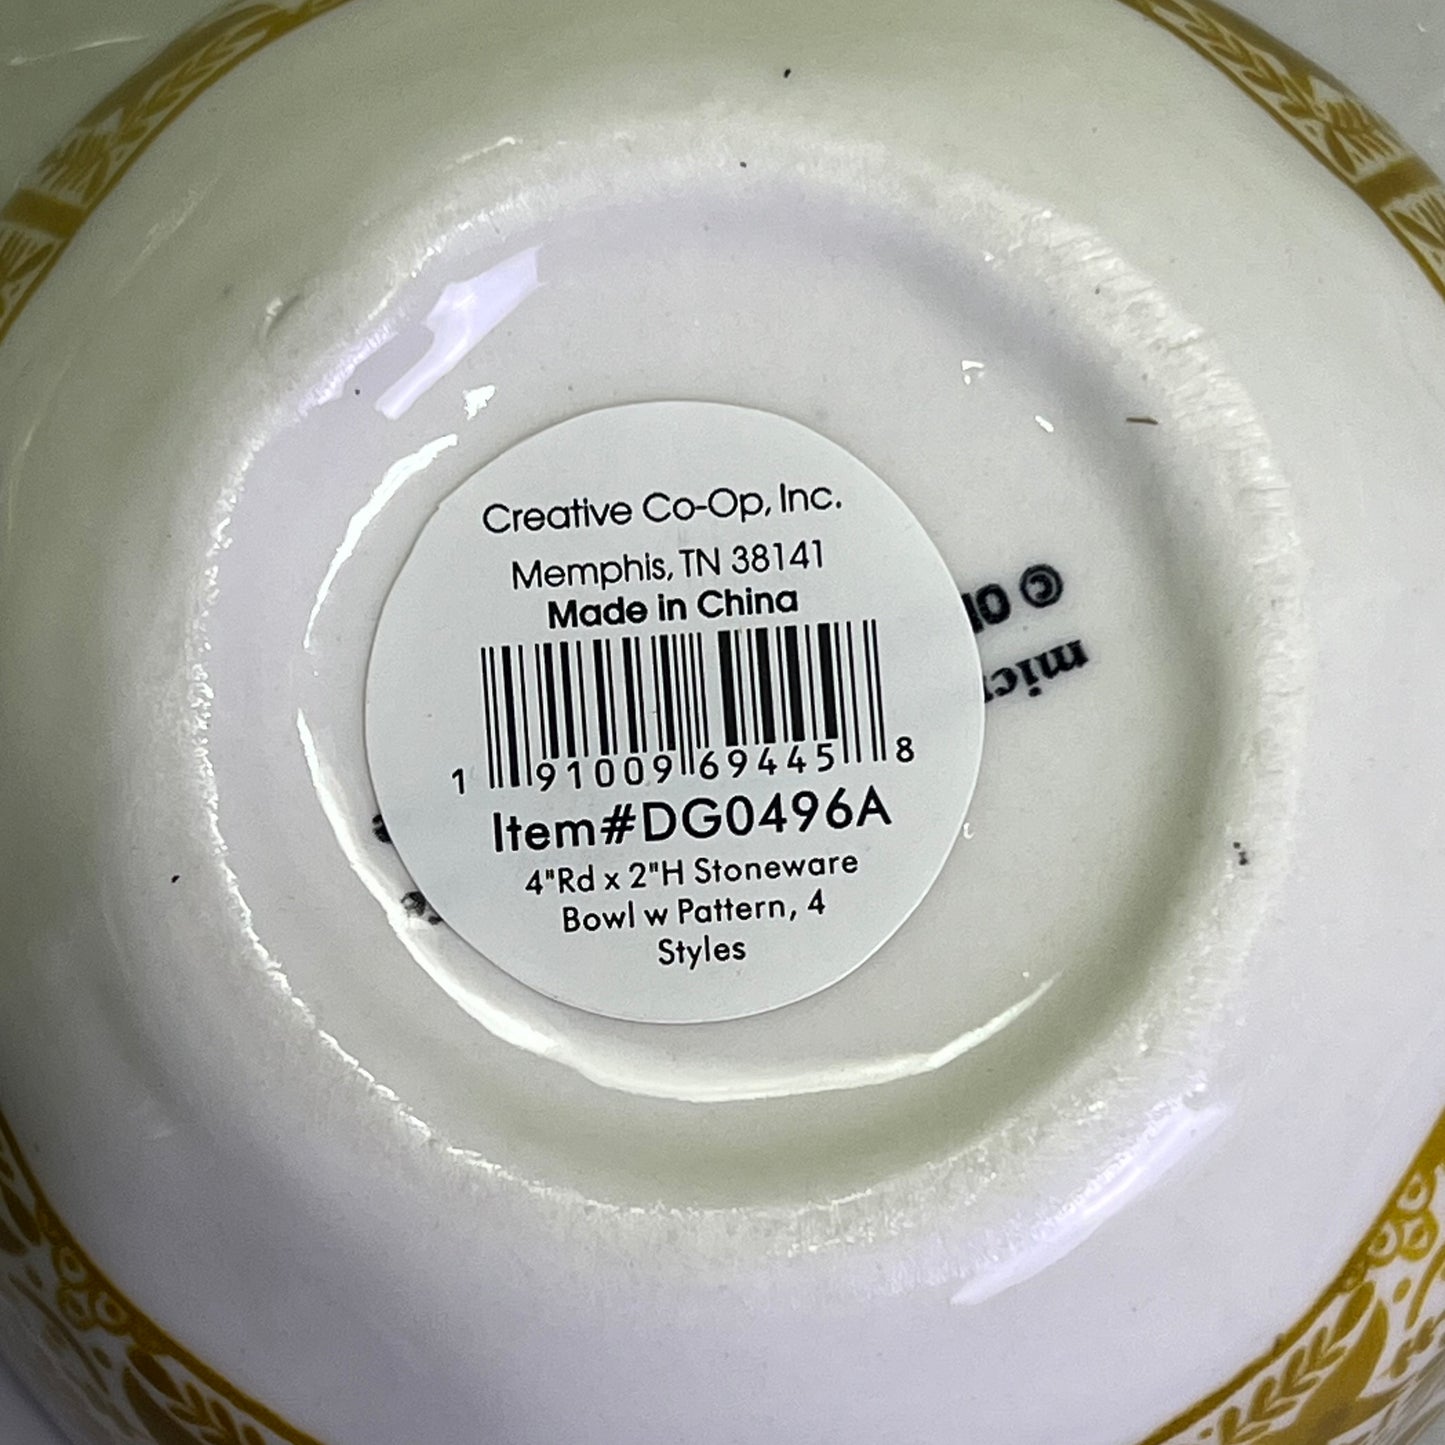 Creative Co-Op, Inc.
Memphis, TN 38141
Made in China
1 91009 69445 8
Item#DG0496A
4"Rd x 2"H Stoneware
Bowl w Pattern, 4
Styles
©